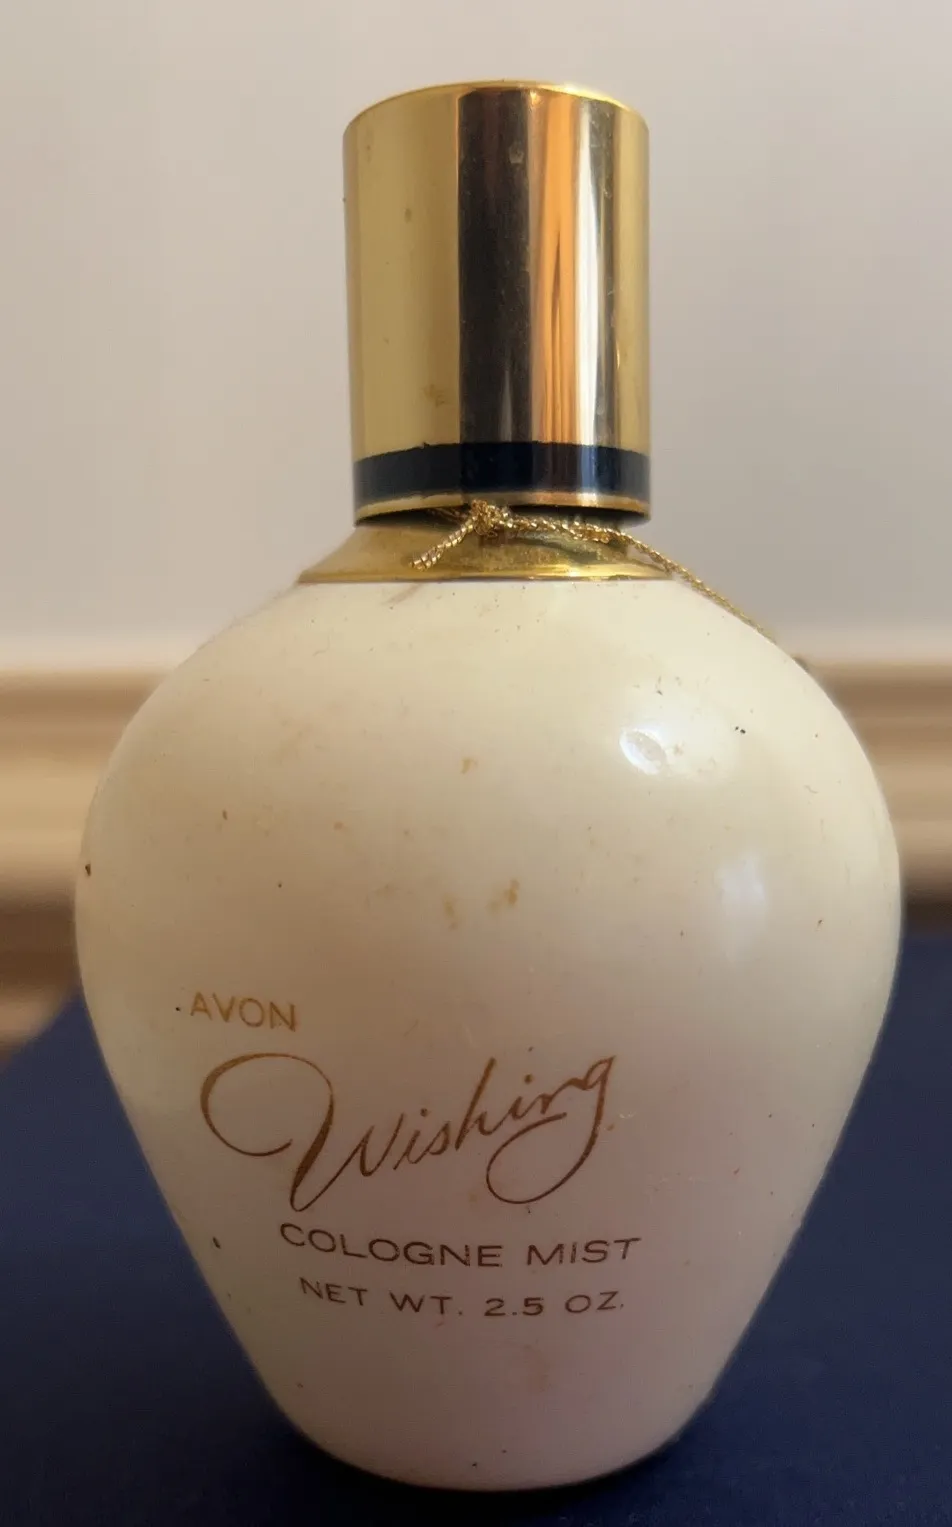 AVON
Wishing
COLOGNE MIST
NET WT. 2.5 OZ.